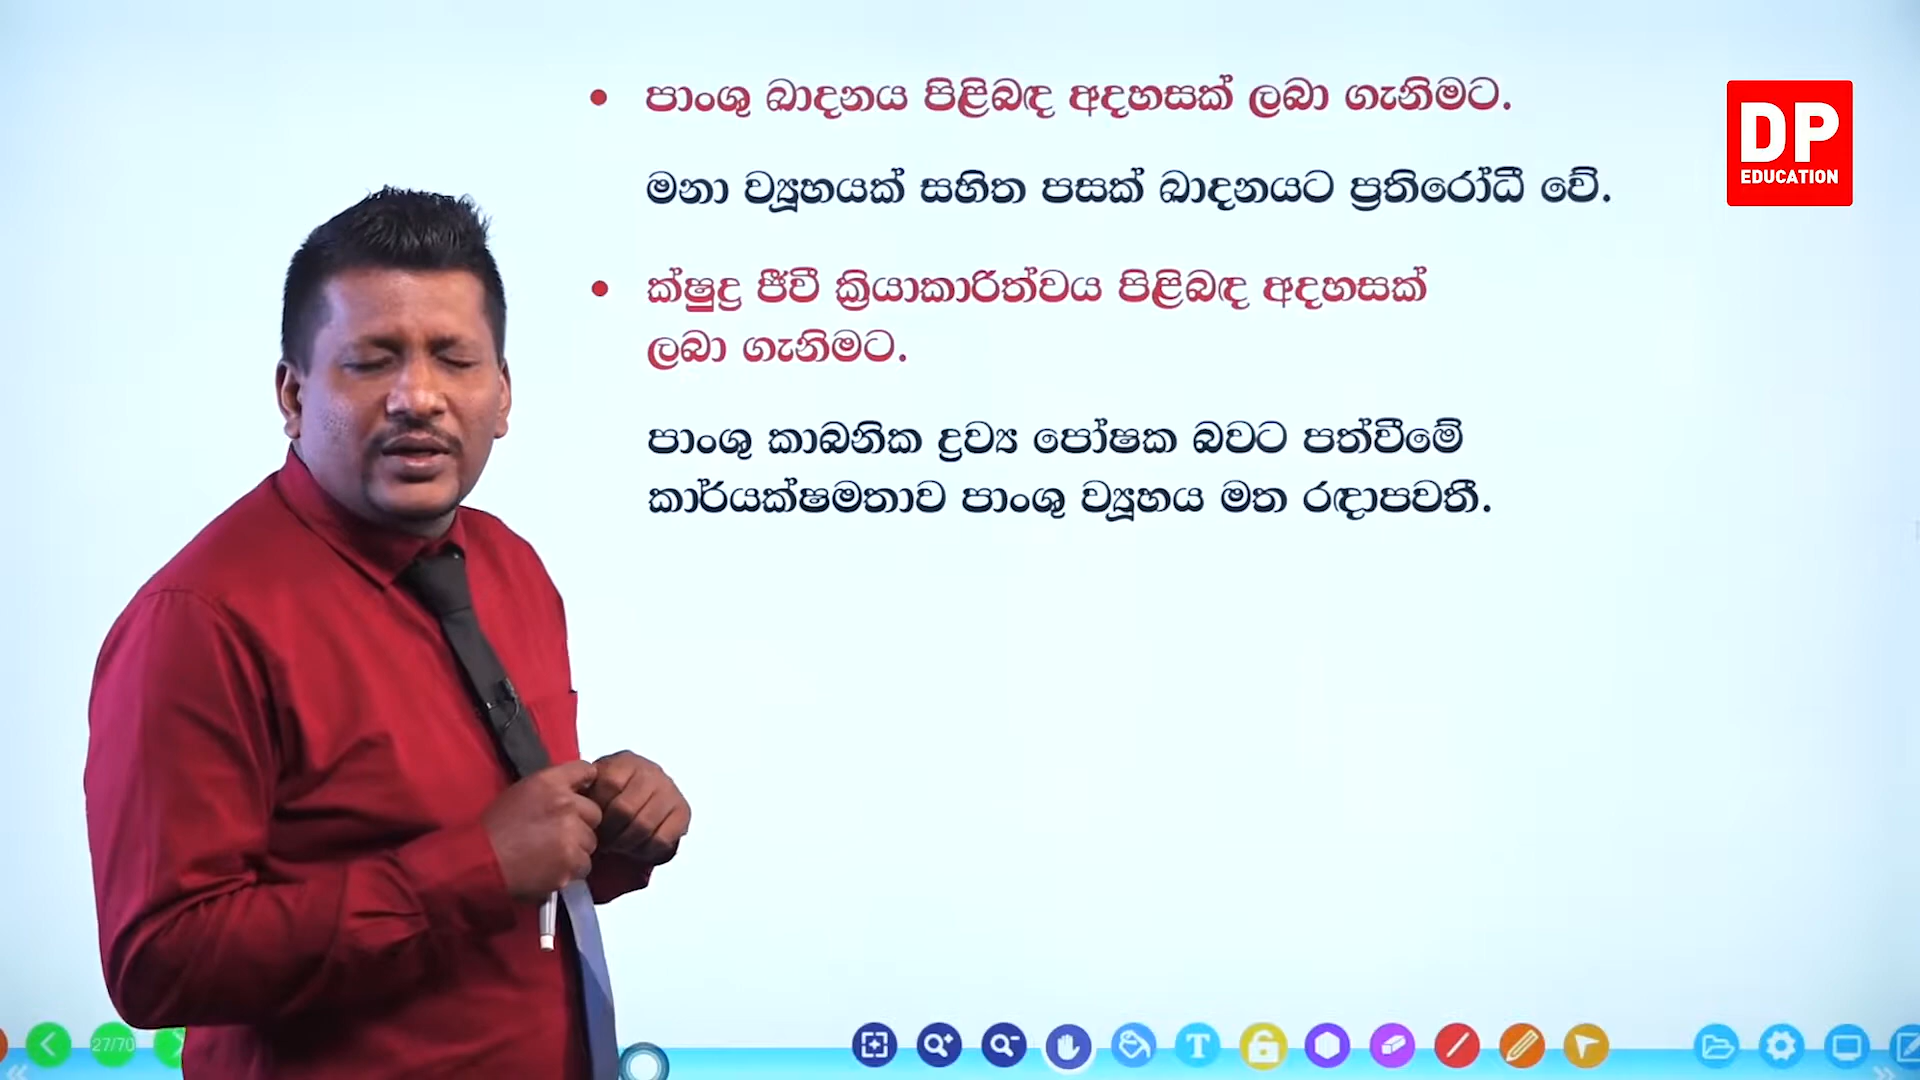 • පාංශු ඛාදනය පිළිබඳ අදහසක් ලබා ගැනිමට.
මනා ව්‍යූහයක් සහිත පසක් ඛාදනයට ප්‍රතිරෝධී වේ.
• ක්ෂුද්‍ර ජීවී ක්‍රියාකාරිත්වය පිළිබඳ අදහසක්
ලබා ගැනිමට.
පාංශු කාබනික ද්‍රව්‍ය පෝෂක බවට පත්වීමේ
කාර්යක්ෂමතාව පාංශු ව්‍යූහය මත රඳාපවතී.
DP
EDUCATION
27/70
T